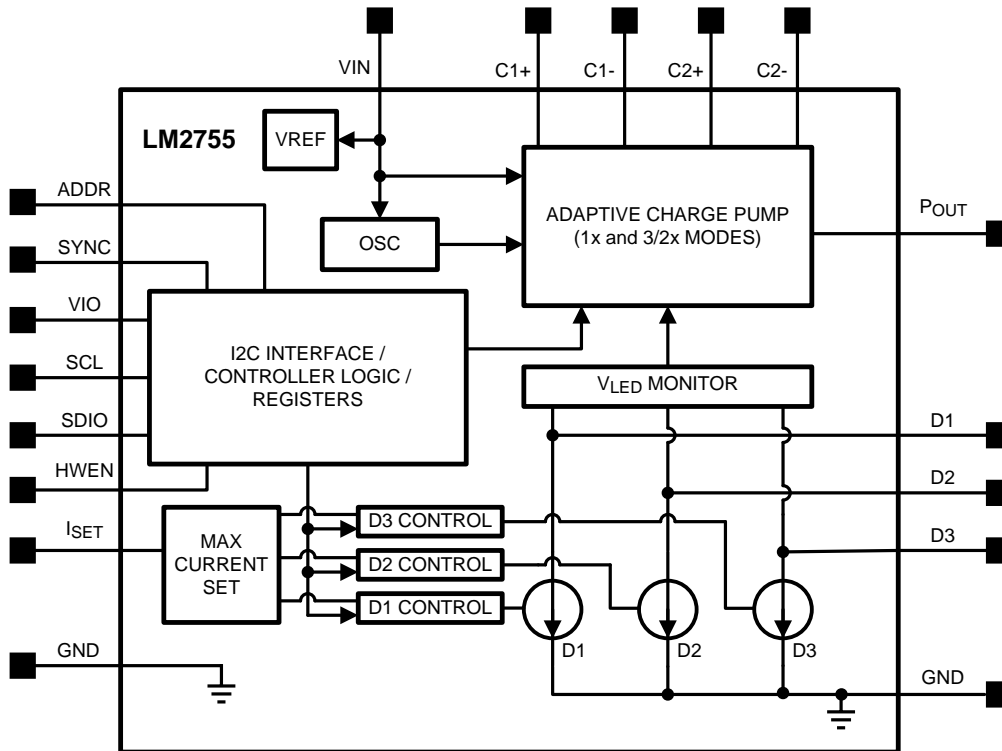 VIN
C1+
C1-
C2+
C2-
LM2755
VREF
ADDR
SYNC
VIO
SCL
SDIO
HWEN
ISET
GND
OSC
ADAPTIVE CHARGE PUMP
(1x and 3/2x MODES)
POUT
I2C INTERFACE /
CONTROLLER LOGIC /
REGISTERS
VLED MONITOR
D1
D2
D3
MAX
CURRENT
SET
D3 CONTROL
D2 CONTROL
D1 CONTROL
D1
D2
D3
GND